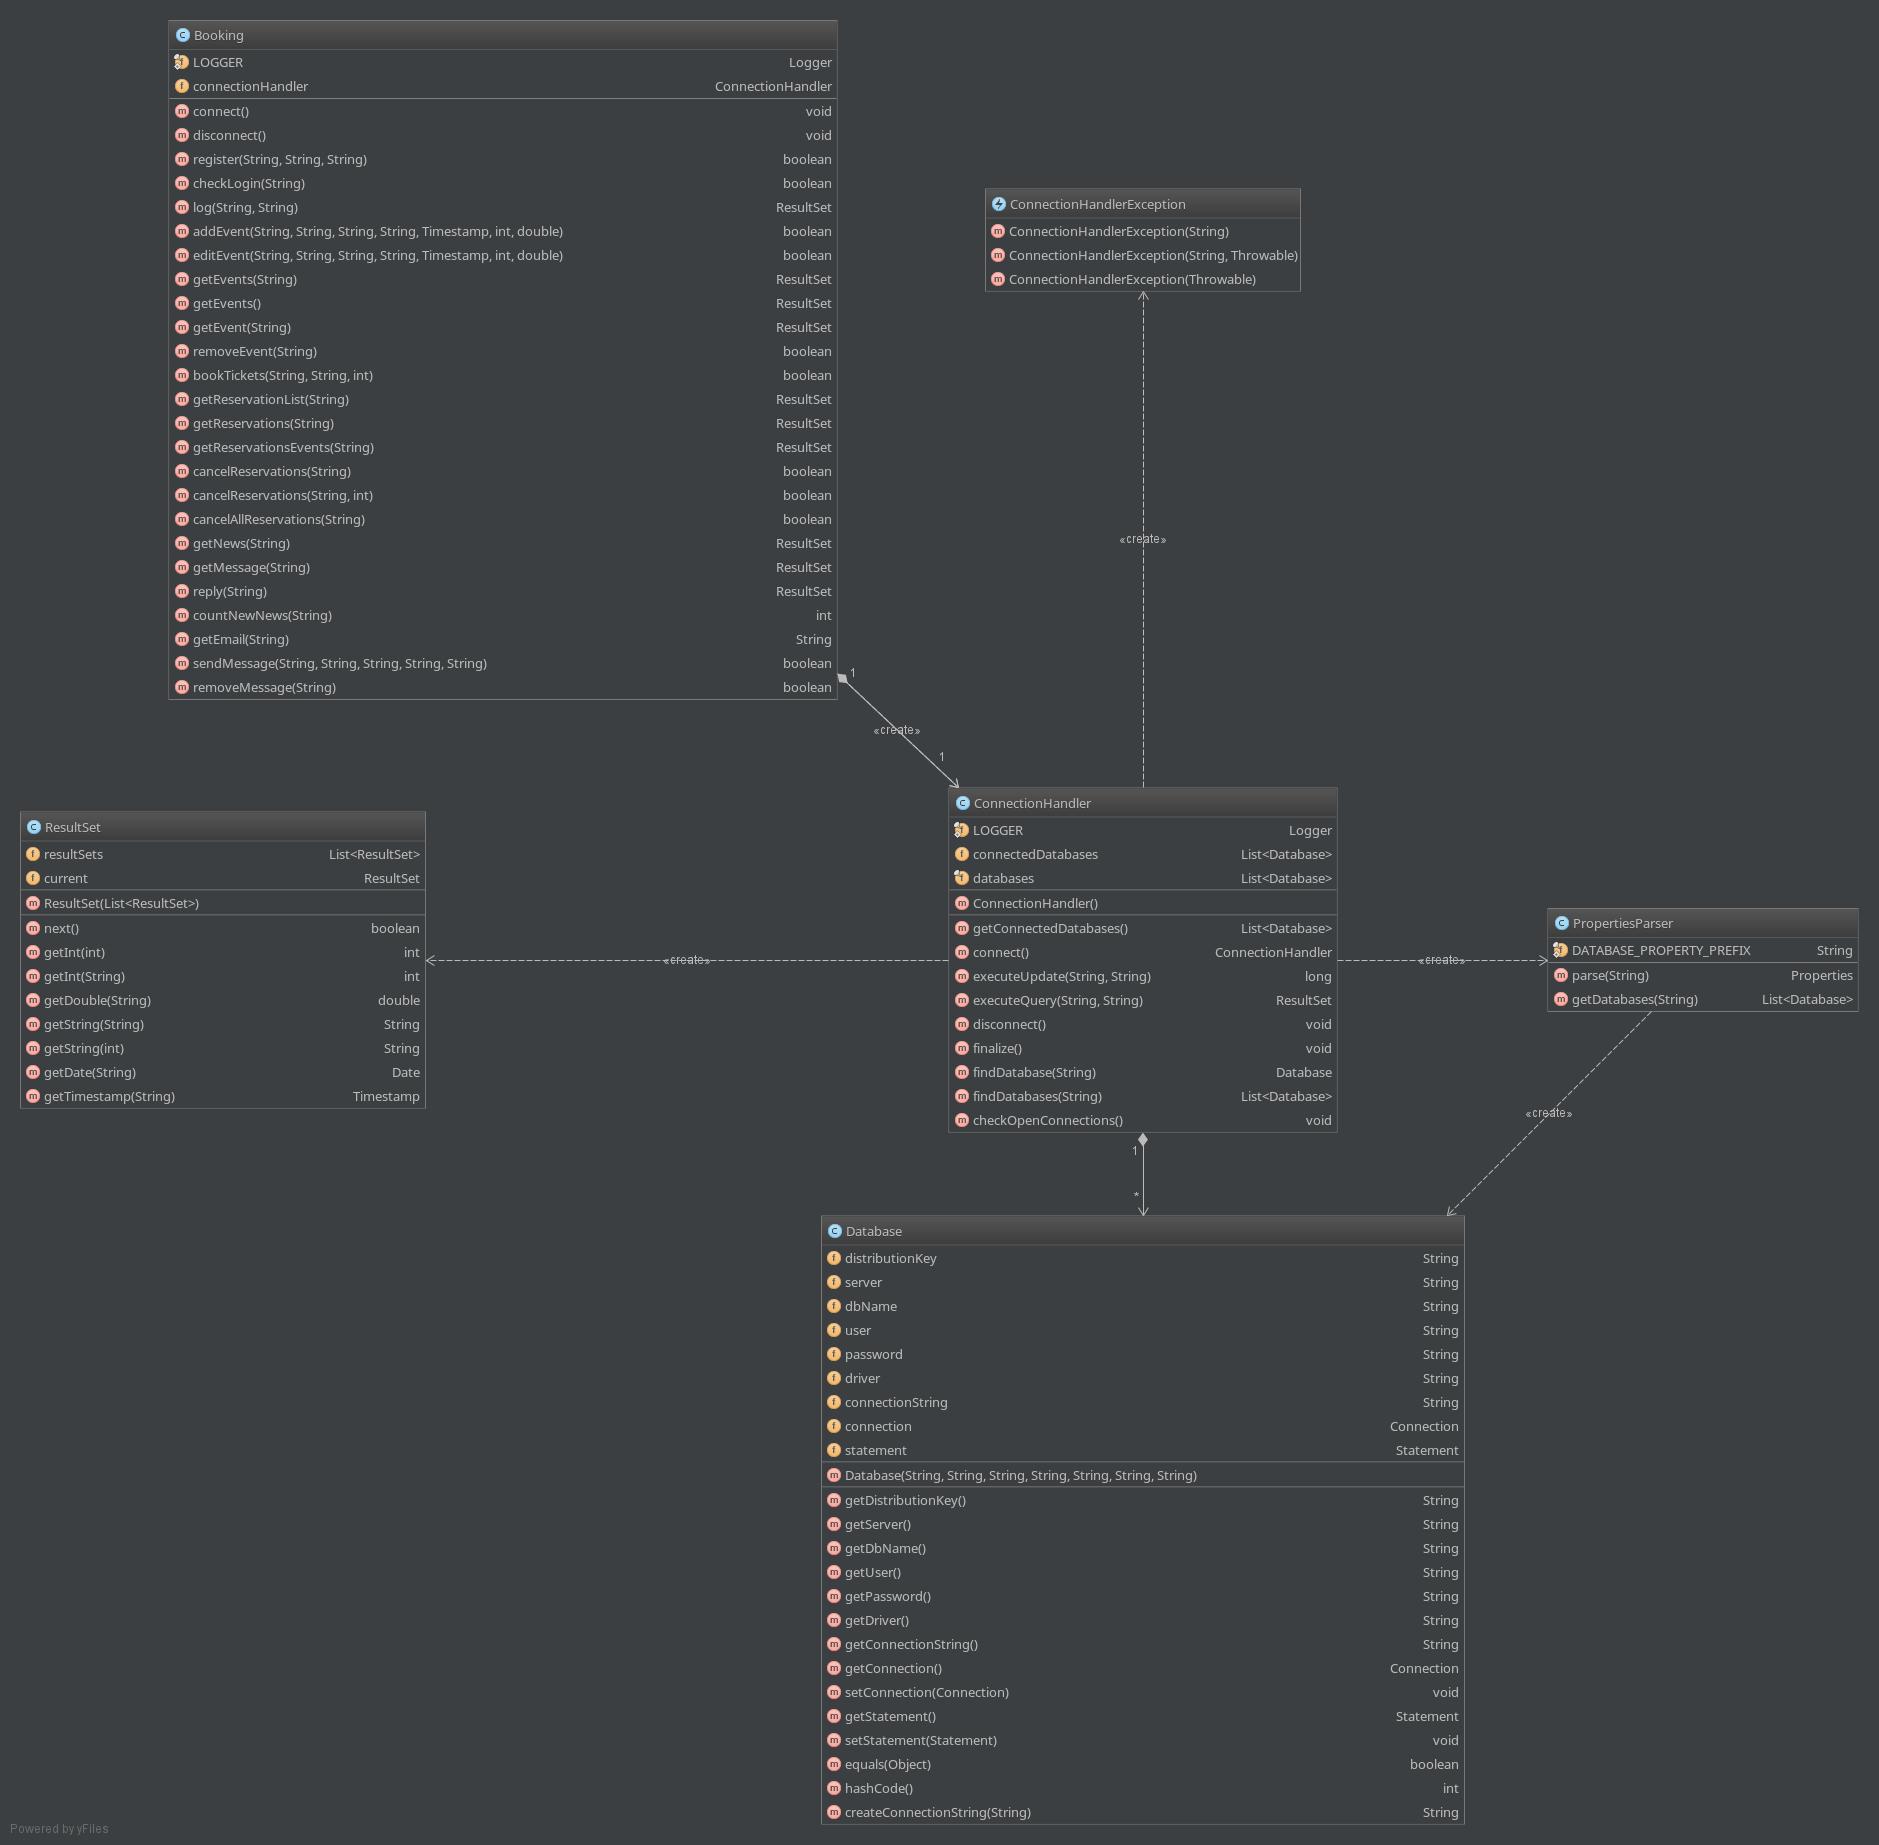 Booking
LOGGER Logger
connectionHandler ConnectionHandler
connect() void
disconnect() void
register(String, String, String) boolean
checkLogin(String) boolean
log(String, String) ResultSet
addEvent(String, String, String, String, Timestamp, int, double) boolean
editEvent(String, String, String, String, Timestamp, int, double) boolean
getEvents(String) ResultSet
getEvents() ResultSet
getEvent(String) ResultSet
removeEvent(String) boolean
bookTickets(String, String, int) boolean
getReservationList(String) ResultSet
getReservations(String) ResultSet
getReservationsEvents(String) ResultSet
cancelReservations(String) boolean
cancelReservations(String, int) boolean
cancelAllReservations(String) boolean
getNews(String) ResultSet
getMessage(String) ResultSet
reply(String) ResultSet
countNewNews(String) int
getEmail(String) String
sendMessage(String, String, String, String, String) boolean
removeMessage(String) boolean
ConnectionHandlerException
ConnectionHandlerException(String)
ConnectionHandlerException(String, Throwable)
ConnectionHandlerException(Throwable)
«create»
1
«create»
1
ResultSet
resultSets List<ResultSet>
current ResultSet
ResultSet(List<ResultSet>)
next() boolean
getInt(int) int
getInt(String) int
getDouble(String) double
getString(String) String
getString(int) String
getDate(String) Date
getTimestamp(String) Timestamp
«create»
ConnectionHandler
LOGGER Logger
connectedDatabases List<Database>
databases List<Database>
ConnectionHandler()
getConnectedDatabases() List<Database>
connect() ConnectionHandler
executeUpdate(String, String) long
executeQuery(String, String) ResultSet
disconnect() void
finalize() void
findDatabase(String) Database
findDatabases(String) List<Database>
checkOpenConnections() void
«create»
PropertiesParser
DATABASE_PROPERTY_PREFIX String
parse(String) Properties
getDatabases(String) List<Database>
«create»
1
*
Database
distributionKey String
server String
dbName String
user String
password String
driver String
connectionString String
connection Connection
statement Statement
Database(String, String, String, String, String, String, String)
getDistributionKey() String
getServer() String
getDbName() String
getUser() String
getPassword() String
getDriver() String
getConnectionString() String
getConnection() Connection
setConnection(Connection) void
getStatement() Statement
setStatement(Statement) void
equals(Object) boolean
hashCode() int
createConnectionString(String) String
Powered by yFiles